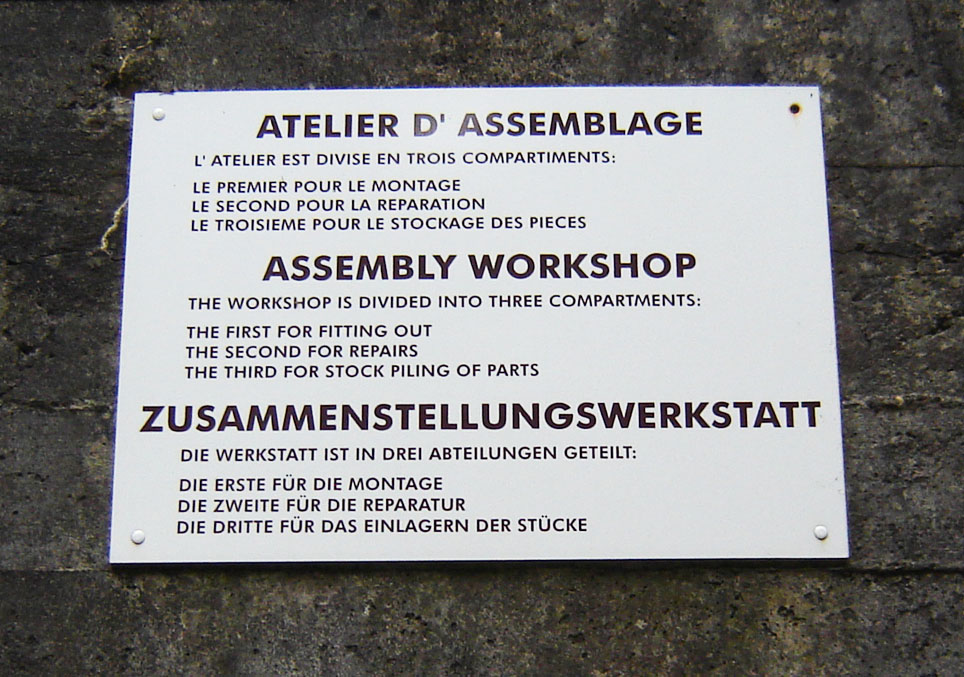 ATELIER D' ASSEMBLAGE
L' ATELIER EST DIVISE EN TROIS COMPARTIMENTS:
LE PREMIER POUR LE MONTAGE
LE SECOND POUR LA REPARATION
LE TROISIEME POUR LE STOCKAGE DES PIECES
ASSEMBLY WORKSHOP
THE WORKSHOP IS DIVIDED INTO THREE COMPARTMENTS:
THE FIRST FOR FITTING OUT
THE SECOND FOR REPAIRS
THE THIRD FOR STOCK PILING OF PARTS
ZUSAMMENSTELLUNGSWERKSTATT
DIE WERKSTATT IST IN DREI ABTEILUNGEN GETEILT:
DIE ERSTE FÜR DIE MONTAGE
DIE ZWEITE FÜR DIE REPARATUR
DIE DRITTE FÜR DAS EINLAGERN DER STÜCKE